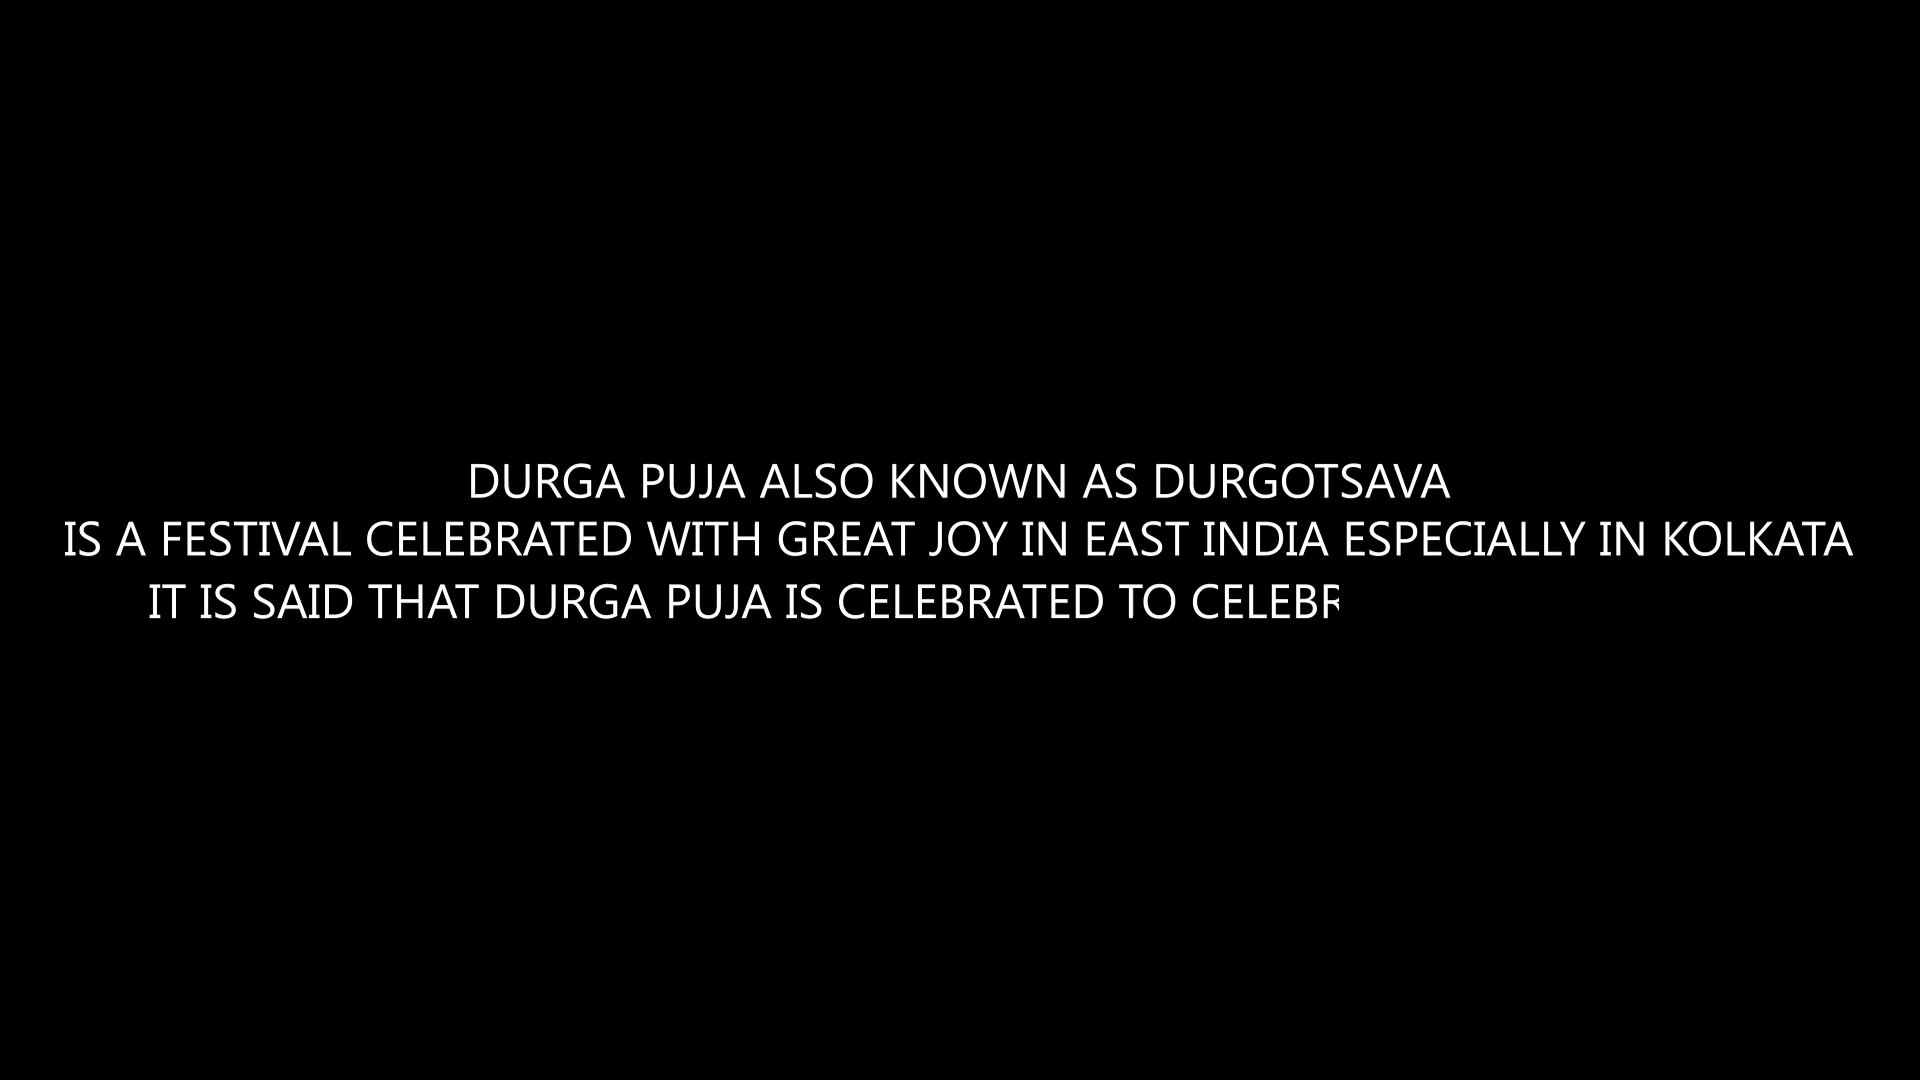 DURGA PUJA ALSO KNOWN AS DURGOTSAVA
IS A FESTIVAL CELEBRATED WITH GREAT JOY IN EAST INDIA ESPECIALLY IN KOLKATA
IT IS SAID THAT DURGA PUJA IS CELEBRATED TO CELEBR